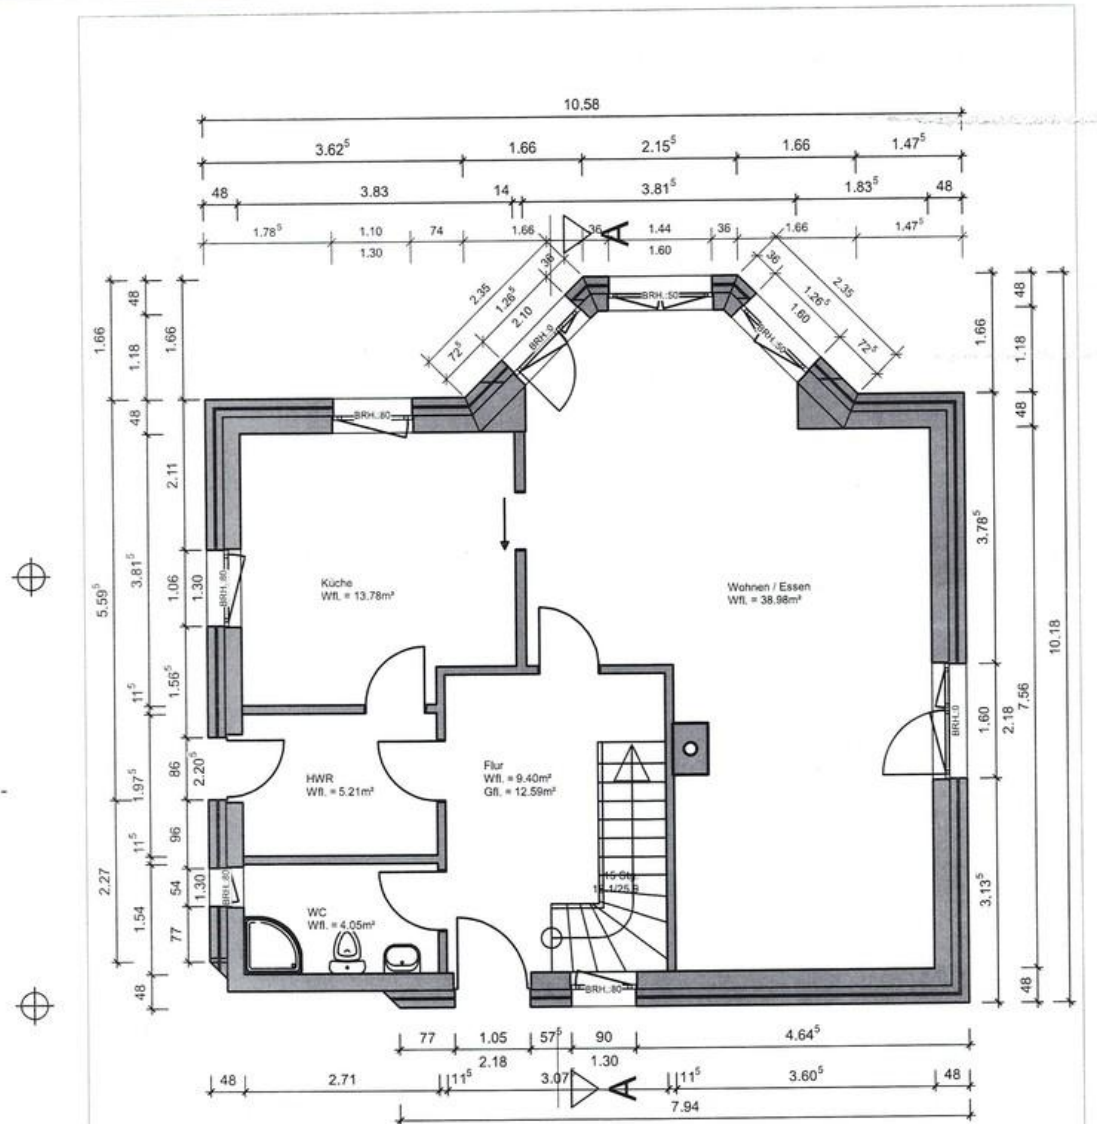 10.58
3.62⁵ 1.66 2.15⁵ 1.66 1.47⁵
48 3.83 14 3.81⁵ 1.83⁵ 48
1.78⁵ 1.10 74 1.66 36 A 1.44 36 1.66 1.47⁵
1.30 1.60
36 2.35 1.26⁵ 2.10 72⁵
36 2.35 1.26⁵ 1.60 72⁵
BRH.:0
BRH.:50
BRH.:50
BRH.:80
1.66 5.59⁵ 2.27
48 1.18 48 3.81⁵ 11⁵ 1.97⁵ 11⁵ 1.54 48
1.66 2.11 1.06 1.56⁵ 86 96 54 77
1.30 2.20⁵ 1.30
BRH.:80
BRH.:80
Küche
Wfl. = 13.78m²
Wohnen / Essen
Wfl. = 38.98m²
HWR
Wfl. = 5.21m²
Flur
Wfl. = 9.40m²
Gfl. = 12.59m²
WC
Wfl. = 4.05m²
BRH.:80
BRH.:0
1.66 3.78⁵ 1.60 3.13⁵
2.18
48 1.18 48 7.56 48
10.18
77 1.05 57⁵ 90 4.64⁵
2.18 1.30
48 2.71 11⁵ 3.07⁵ A 11⁵ 3.60⁵ 48
7.94